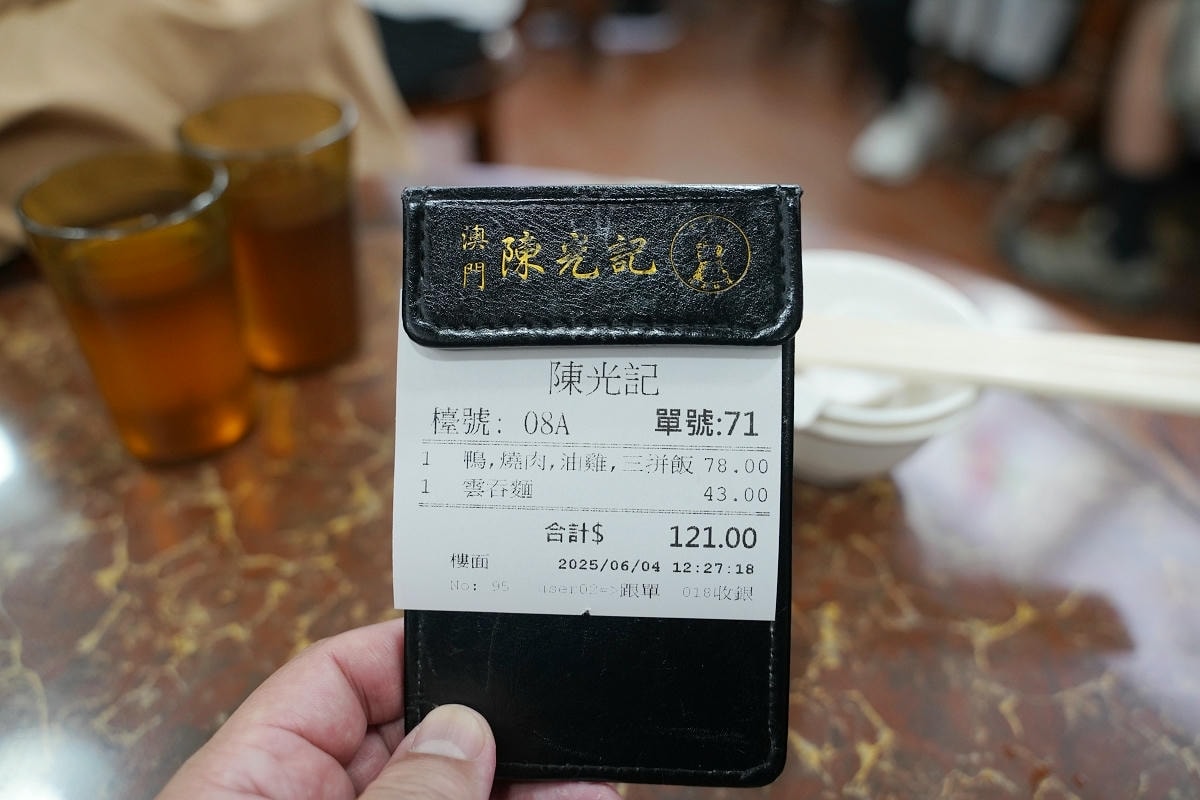 澳門 陳光記
陳光記
檯號: 08A 單號:71
1 鴨,燒肉,油雞,三拼飯 78.00
1 雲吞麵 43.00
合計$ 121.00
樓面 2025/06/04 12:27:18
No: 95 user02=>跟單 018收銀